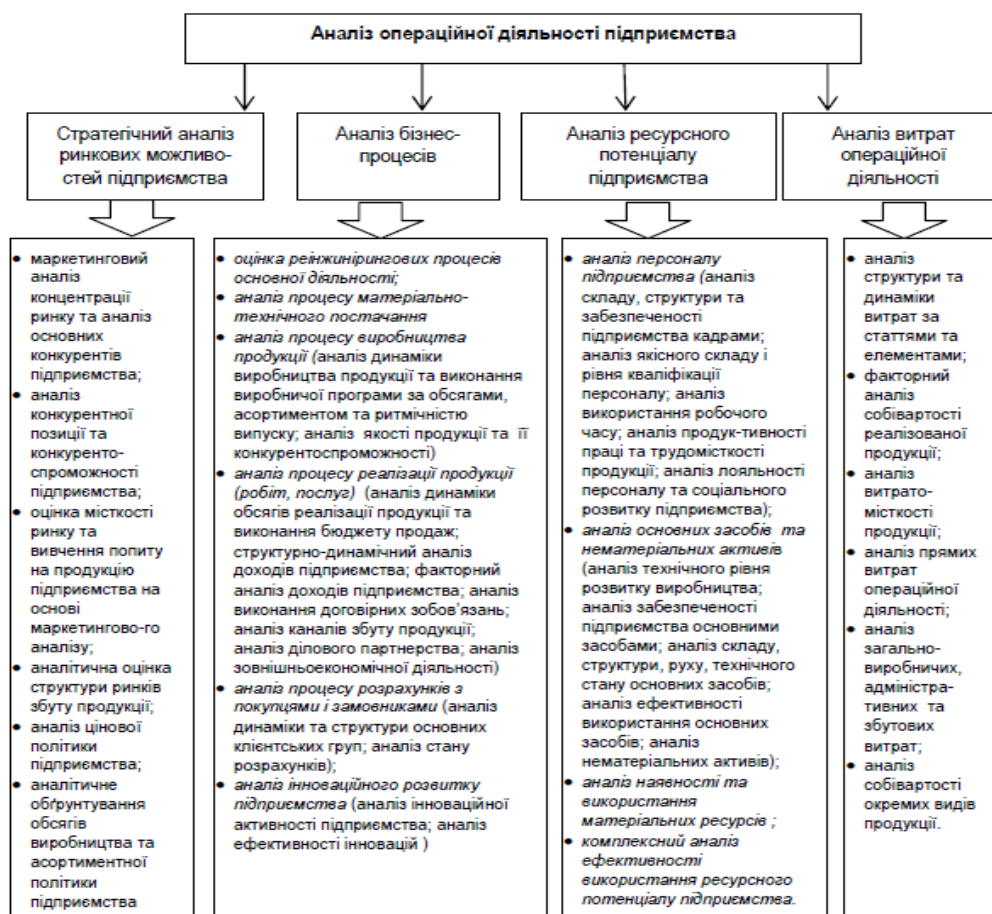 Аналіз операційної діяльності підприємства
Стратегічний аналіз
ринкових можливо-
стей підприємства
Аналіз бізнес-
процесів
Аналіз ресурсного
потенціалу
підприємства
Аналіз витрат
операційної
діяльності
• маркетинговий
аналіз
концентрації
ринку та аналіз
основних
конкурентів
підприємства;
• аналіз
конкурентної
позиції та
конкуренто-
спроможності
підприємства;
• оцінка місткості
ринку та
вивчення попиту
на продукцію
підприємства на
основі
маркетингово-го
аналізу;
• аналітична оцінка
структури ринків
збуту продукції;
• аналіз цінової
політики
підприємства;
• аналітичне
обґрунтування
обсягів
виробництва та
асортиментної
політики
підприємства
• оцінка реінжинірингових процесів
основної діяльності;
• аналіз процесу матеріально-
технічного постачання
• аналіз процесу виробництва
продукції (аналіз динаміки
виробництва продукції та виконання
виробничої програми за обсягами,
асортиментом та ритмічністю
випуску; аналіз якості продукції та її
конкурентоспроможності)
• аналіз процесу реалізації продукції
(робіт, послуг) (аналіз динаміки
обсягів реалізації продукції та
виконання бюджету продаж;
структурно-динамічний аналіз
доходів підприємства; факторний
аналіз доходів підприємства; аналіз
виконання договірних зобов’язань;
аналіз каналів збуту продукції;
аналіз ділового партнерства; аналіз
зовнішньоекономічної діяльності)
• аналіз процесу розрахунків з
покупцями і замовниками (аналіз
динаміки та структури основних
клієнтських груп; аналіз стану
розрахунків);
• аналіз інноваційного розвитку
підприємства (аналіз інноваційної
активності підприємства; аналіз
ефективності інновацій )
• аналіз персоналу
підприємства (аналіз
складу, структури та
забезпеченості
підприємства кадрами;
аналіз якісного складу і
рівня кваліфікації
персоналу; аналіз
використання робочого
часу; аналіз продук-тивності
праці та трудомісткості
продукції; аналіз лояльності
персоналу та соціального
розвитку підприємства);
• аналіз основних засобів та
нематеріальних активів
(аналіз технічного рівня
розвитку виробництва;
аналіз забезпеченості
підприємства основними
засобами; аналіз складу,
структури, руху, технічного
стану основних засобів;
аналіз ефективності
використання основних
засобів; аналіз
нематеріальних активів);
• аналіз наявності та
використання
матеріальних ресурсів ;
• комплексний аналіз
ефективності
використання ресурсного
потенціалу підприємства.
• аналіз
структури та
динаміки
витрат за
статтями та
елементами;
• факторний
аналіз
собівартості
реалізованої
продукції;
• аналіз
витрато-
місткості
продукції;
• аналіз прямих
витрат
операційної
діяльності;
• аналіз
загально-
виробничих,
адміністра-
тивних та
збутових
витрат;
• аналіз
собівартості
окремих видів
продукції.